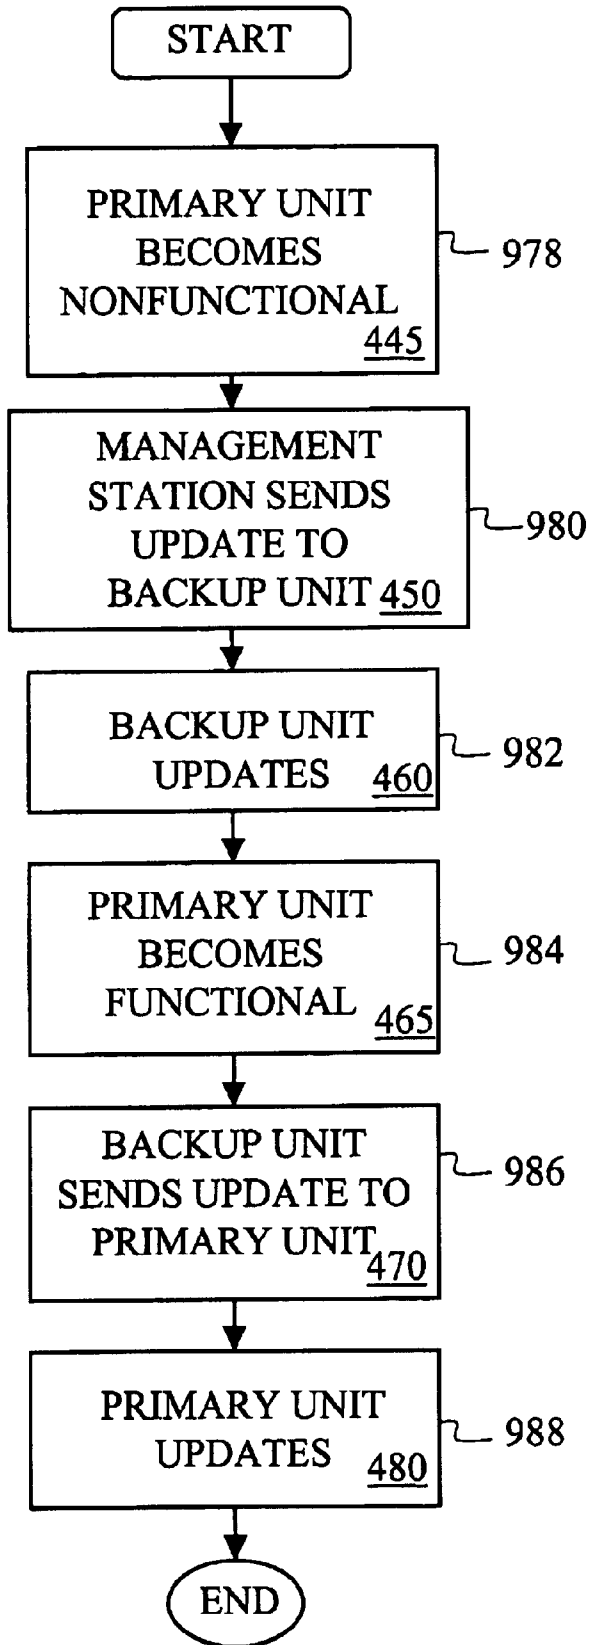 START
PRIMARY UNIT
BECOMES
NONFUNCTIONAL
445
978
MANAGEMENT
STATION SENDS
UPDATE TO
BACKUP UNIT 450
980
BACKUP UNIT
UPDATES 460
982
PRIMARY UNIT
BECOMES
FUNCTIONAL
465
984
BACKUP UNIT
SENDS UPDATE TO
PRIMARY UNIT
470
986
PRIMARY UNIT
UPDATES
480
988
END